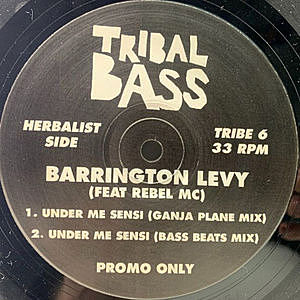 TRIBAL
BASS
HERBALIST
SIDE
TRIBE 6
33 RPM
BARRINGTON LEVY
(FEAT REBEL MC)
1. UNDER ME SENSI (GANJA PLANE MIX)
2. UNDER ME SENSI (BASS BEATS MIX)
PROMO ONLY